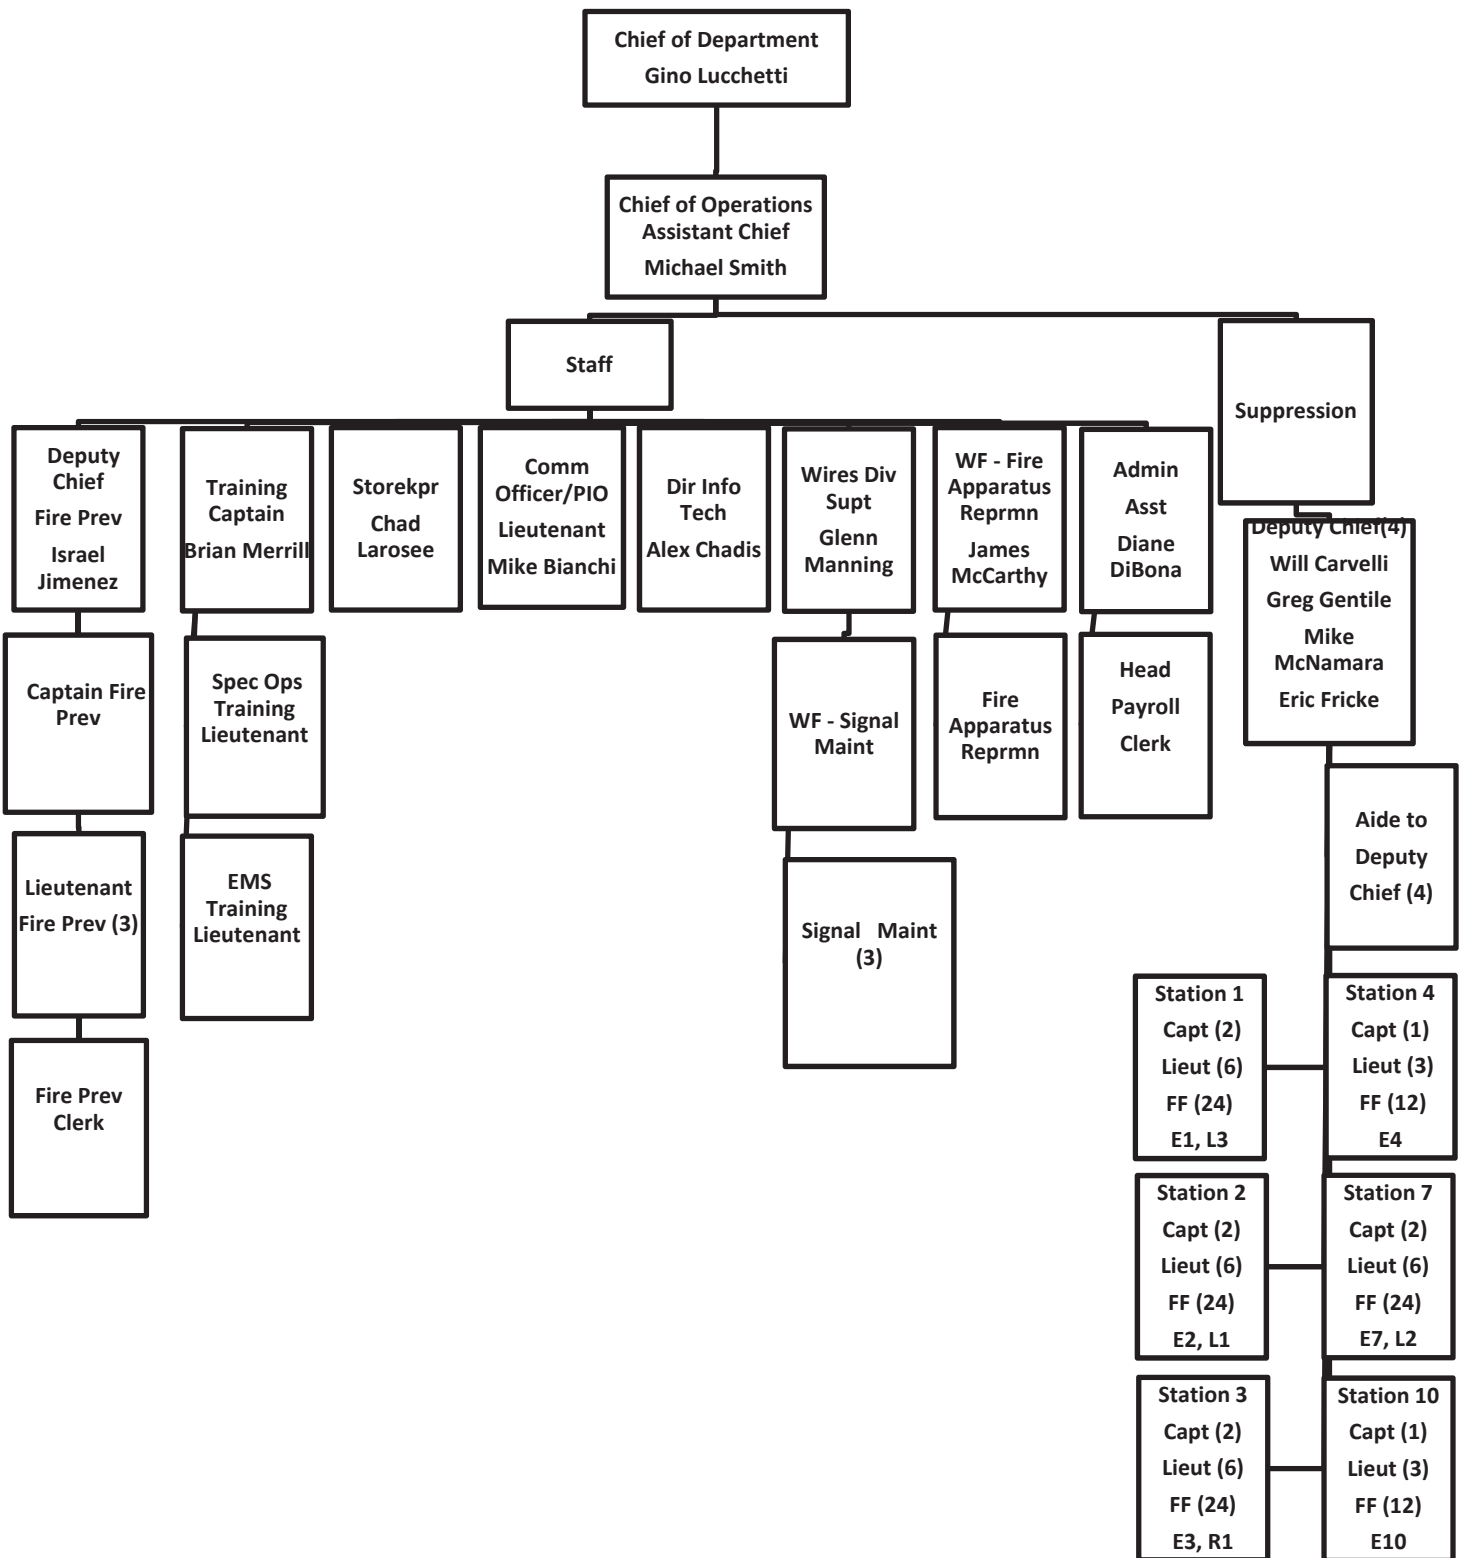 Chief of Department
Gino Lucchetti
Chief of Operations
Assistant Chief
Michael Smith
Staff
Suppression
Deputy
Chief
Fire Prev
Israel
Jimenez
Training
Captain
Brian Merrill
Storekpr
Chad
Larosee
Comm
Officer/PIO
Lieutenant
Mike Bianchi
Dir Info
Tech
Alex Chadis
Wires Div
Supt
Glenn
Manning
WF - Fire
Apparatus
Reprmn
James
McCarthy
Admin
Asst
Diane
DiBona
Deputy Chief(4)
Will Carvelli
Greg Gentile
Mike
McNamara
Eric Fricke
Captain Fire
Prev
Spec Ops
Training
Lieutenant
WF - Signal
Maint
Fire
Apparatus
Reprmn
Head
Payroll
Clerk
Aide to
Deputy
Chief (4)
Lieutenant
Fire Prev (3)
EMS
Training
Lieutenant
Signal Maint
(3)
Fire Prev
Clerk
Station 1
Capt (2)
Lieut (6)
FF (24)
E1, L3
Station 4
Capt (1)
Lieut (3)
FF (12)
E4
Station 2
Capt (2)
Lieut (6)
FF (24)
E2, L1
Station 7
Capt (2)
Lieut (6)
FF (24)
E7, L2
Station 3
Capt (2)
Lieut (6)
FF (24)
E3, R1
Station 10
Capt (1)
Lieut (3)
FF (12)
E10